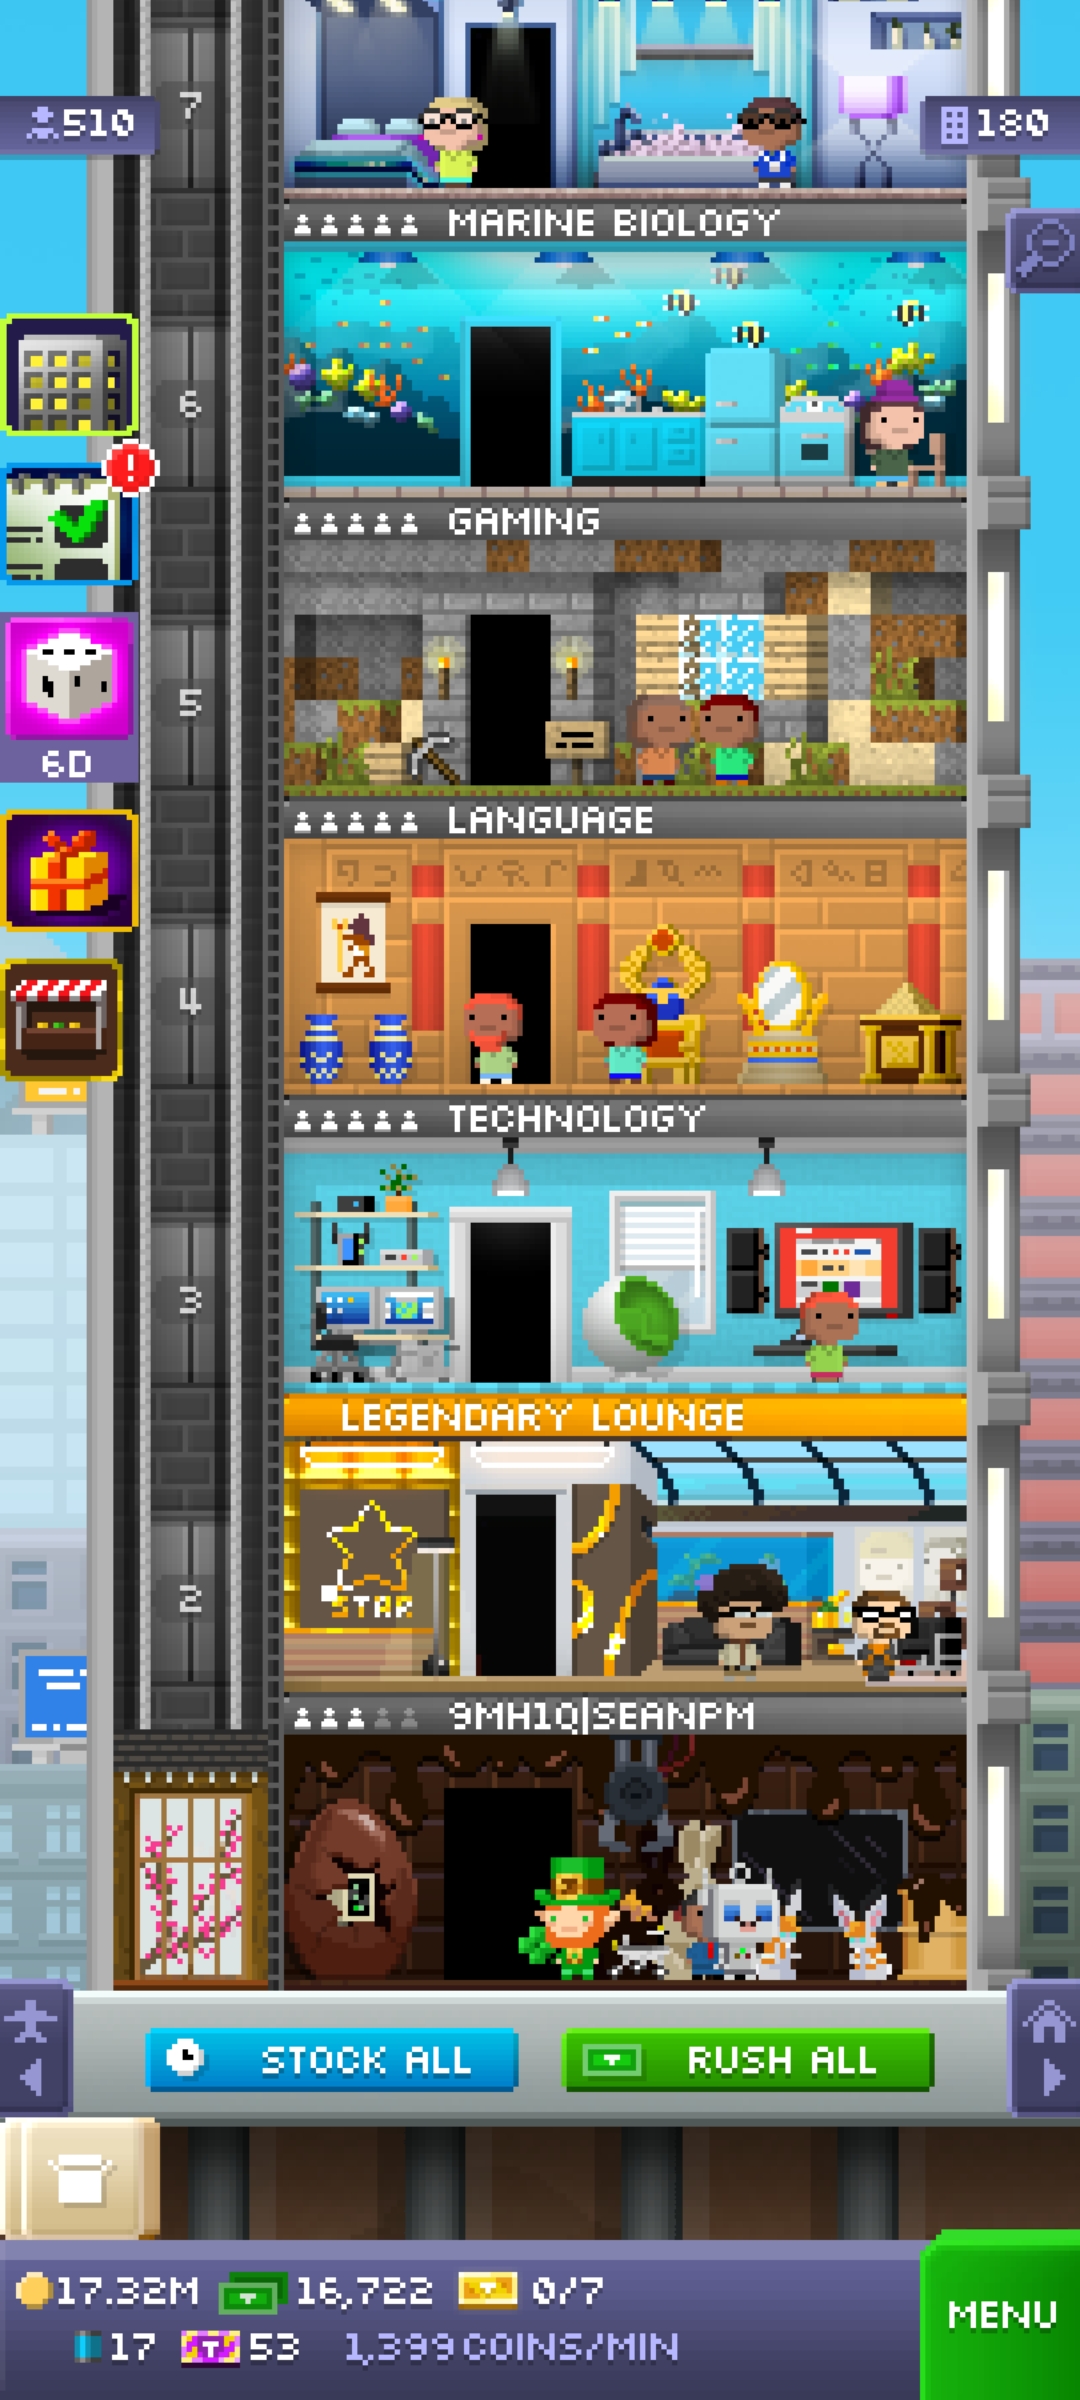 7
510
180
MARINE BIOLOGY
6
GAMING
5
6D
LANGUAGE
4
TECHNOLOGY
3
LEGENDARY LOUNGE
STAR
2
9MH1Q|SEANPM
STOCK ALL
RUSH ALL
17.32M 16,722 0/7
17 53 1,399 COINS/MIN
MENU